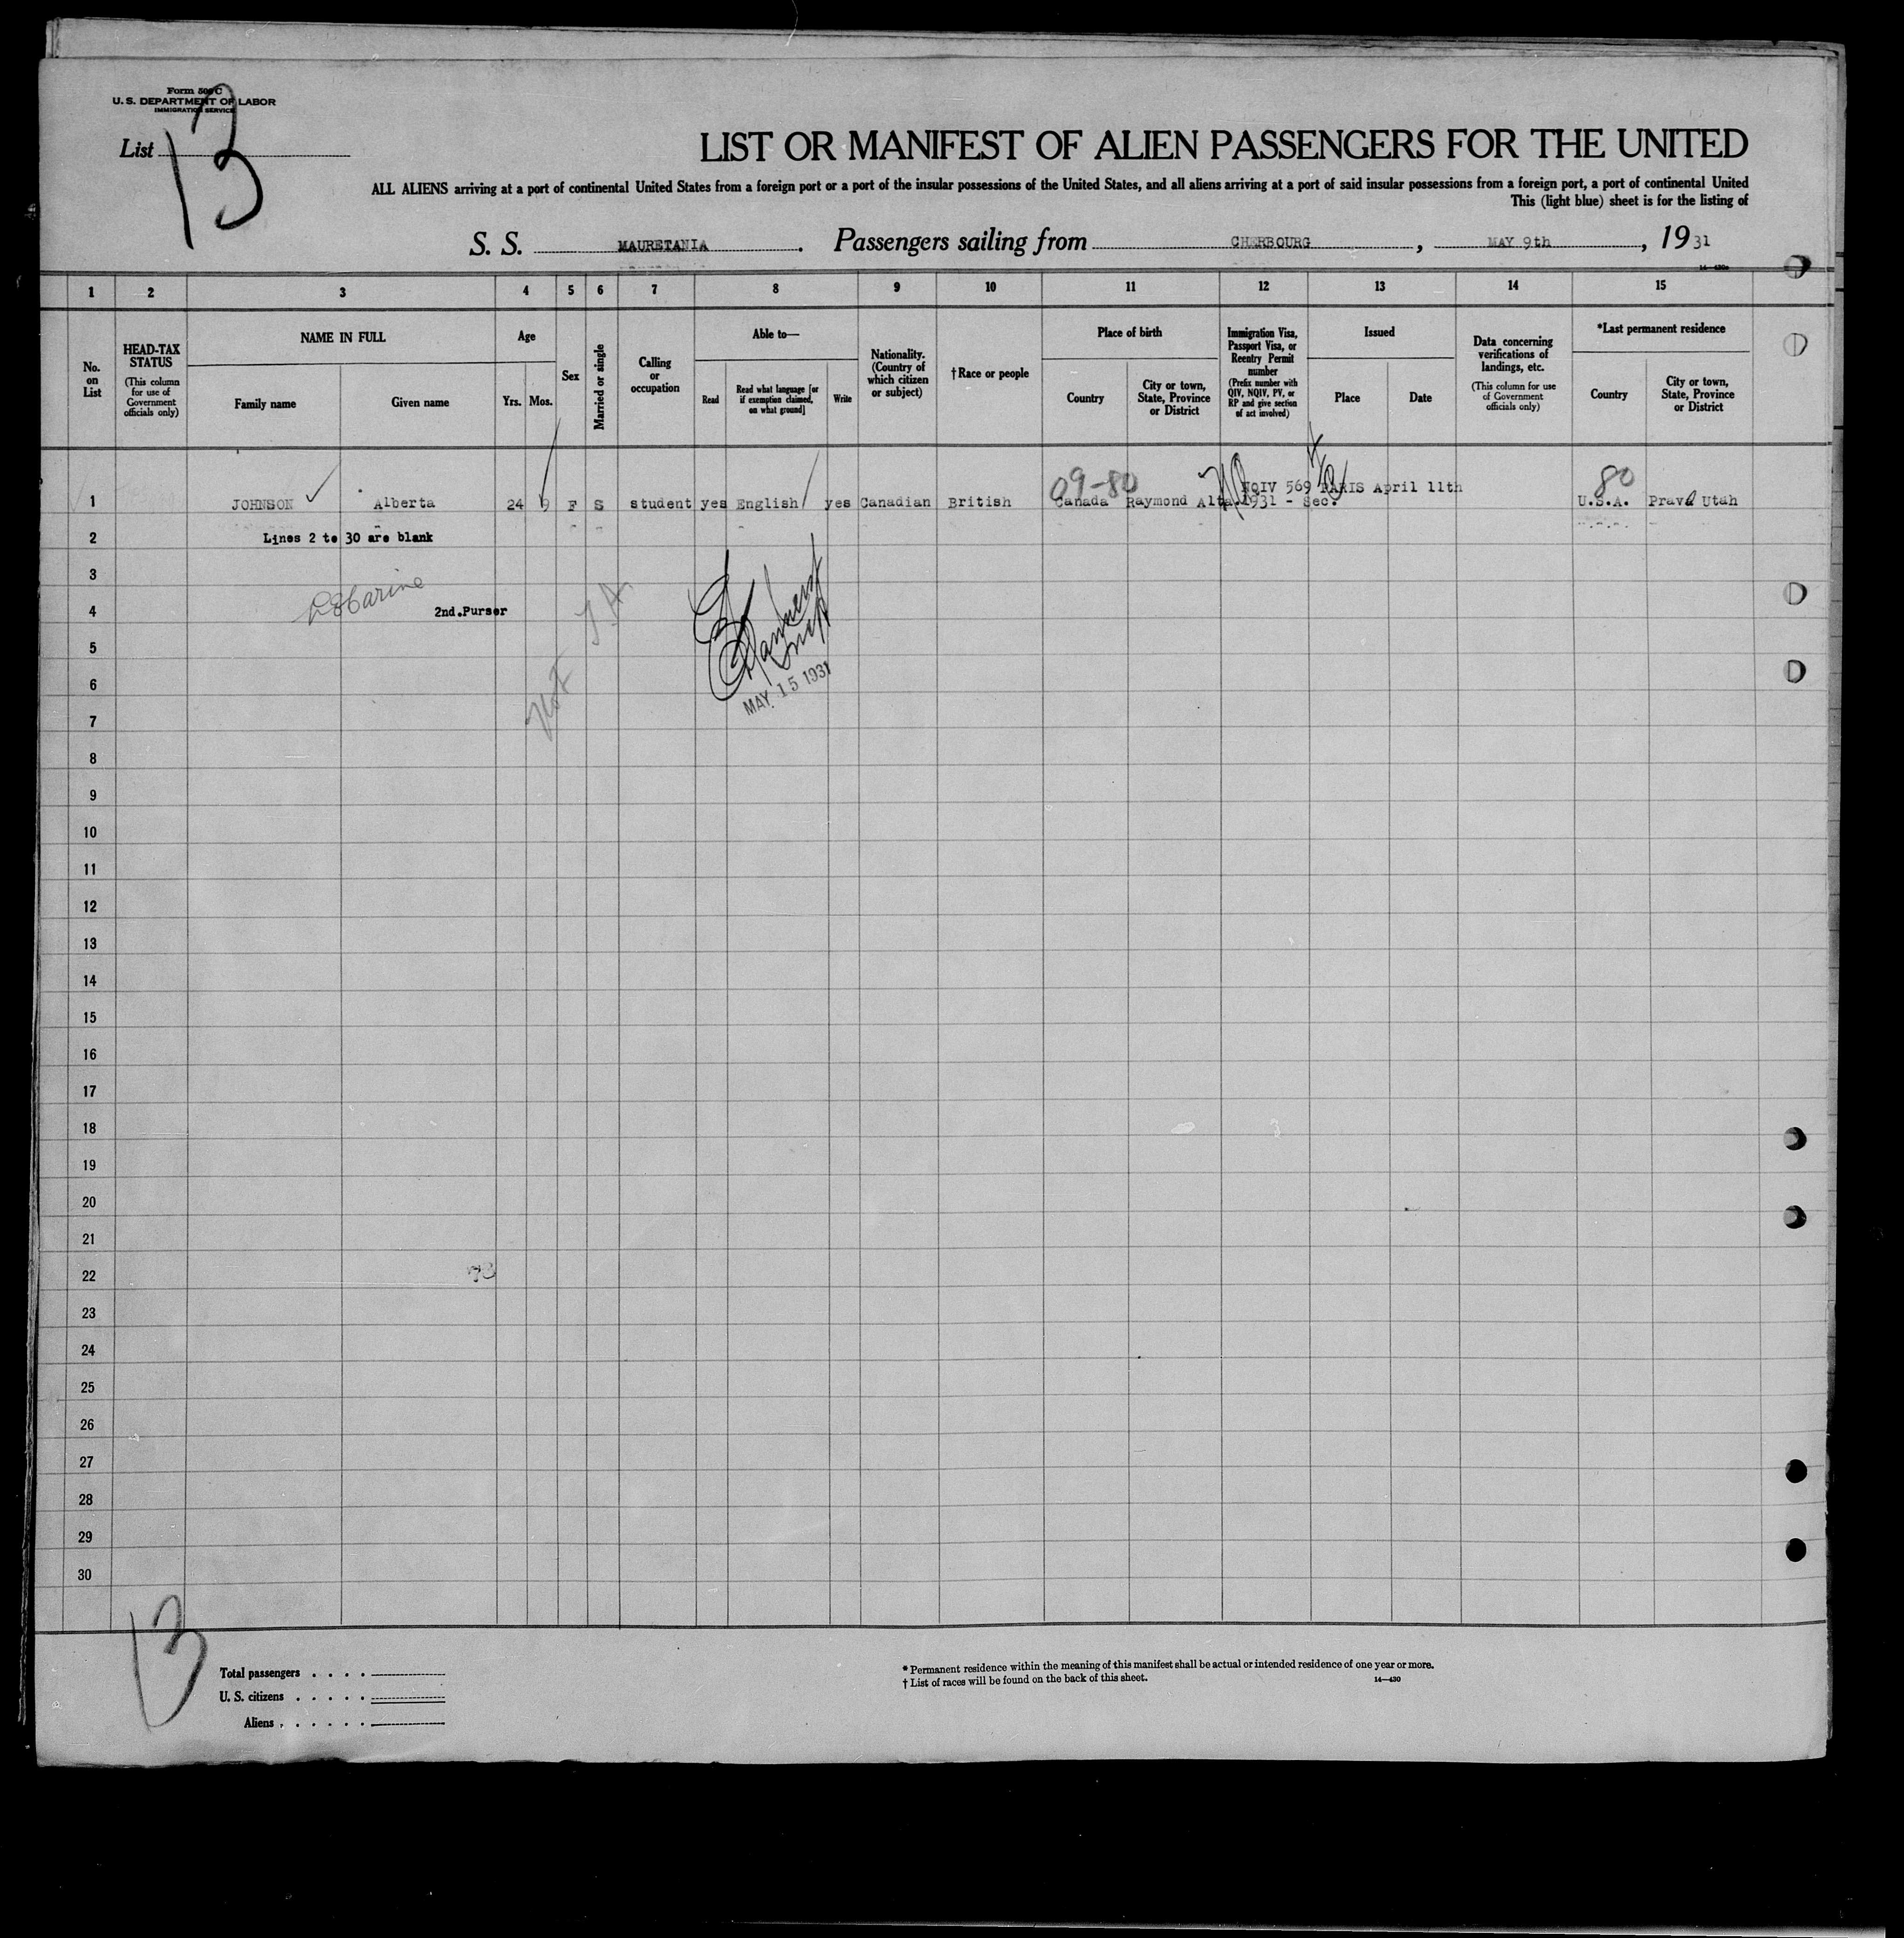 Form 500 C
U. S. DEPARTMENT OF LABOR
IMMIGRATION SERVICE
List 13
LIST OR MANIFEST OF ALIEN PASSENGERS FOR THE UNITED
ALL ALIENS arriving at a port of continental United States from a foreign port or a port of the insular possessions of the United States, and all aliens arriving at a port of said insular possessions from a foreign port, a port of continental United
This (light blue) sheet is for the listing of
S. S. MAURETANIA . Passengers sailing from CHERBOURG , MAY 9th , 19 31
1 2 3 4 5 6 7 8 9 10 11 12 13 14 15
No. on List
HEAD-TAX STATUS
(This column for use of Government officials only)
NAME IN FULL
Family name
Given name
Age
Yrs. Mos.
Sex
Married or single
Calling or occupation
Able to—
Read
Read what language [or if exemption claimed, on what ground]
Write
Nationality. (Country of which citizen or subject)
†Race or people
Place of birth
Country
City or town, State, Province or District
Immigration Visa, Passport Visa, or Reentry Permit number
(Prefix number with QIV, NQIV, PV, or RP and give section of act involved)
Issued
Place
Date
Data concerning verifications of landings, etc.
(This column for use of Government officials only)
*Last permanent residence
Country
City or town, State, Province or District
09-80 80
NQIV 569 PARIS April 11th
1 JOHNSON Alberta 24 9 F S student yes English yes Canadian British Canada Raymond Alta. 1931 - Sec. U.S.A. Pravo Utah
2 Lines 2 to 30 are blank
3
4 2nd.Purser
5
6
Not
MAY 15 1931
7
8
9
10
11
12
13
14
15
16
17
18
19
20
21
22
23
24
25
26
27
28
29
30
13
Total passengers . . . .
U. S. citizens . . . . .
Aliens . . . . . .
* Permanent residence within the meaning of this manifest shall be actual or intended residence of one year or more.
† List of races will be found on the back of this sheet.
14—430